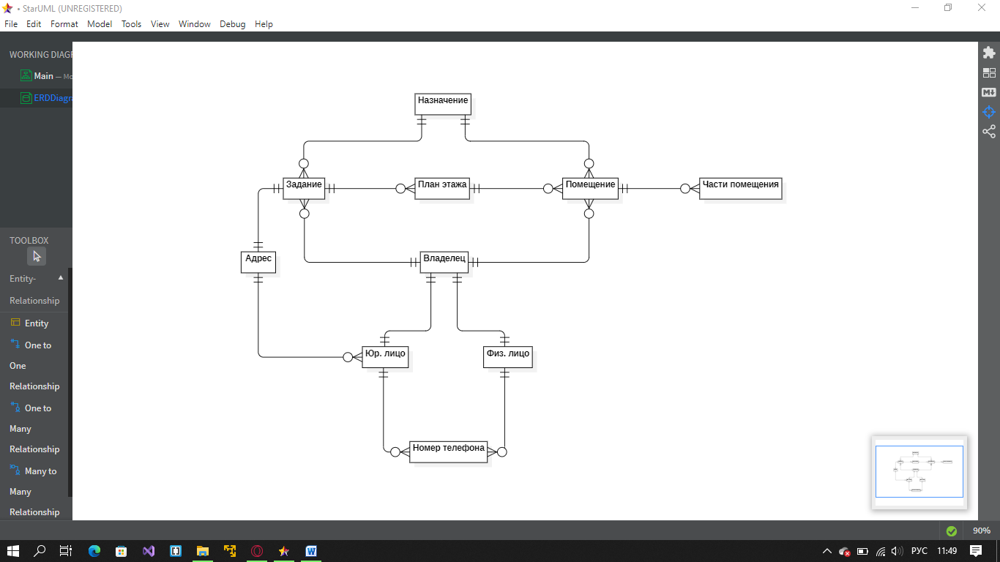 • StarUML (UNREGISTERED)
File Edit Format Model Tools View Window Debug Help
WORKING DIAG
Main — Mo
ERDDiagr
Назначение
Задание
План этажа
Помещение
Части помещения
Адрес
Владелец
Юр. лицо
Физ. лицо
Номер телефона
TOOLBOX
Entity-
Relationship
Entity
One to
One
Relationship
One to
Many
Relationship
Many to
Many
Relationship
M
90%
W
РУС
11:49